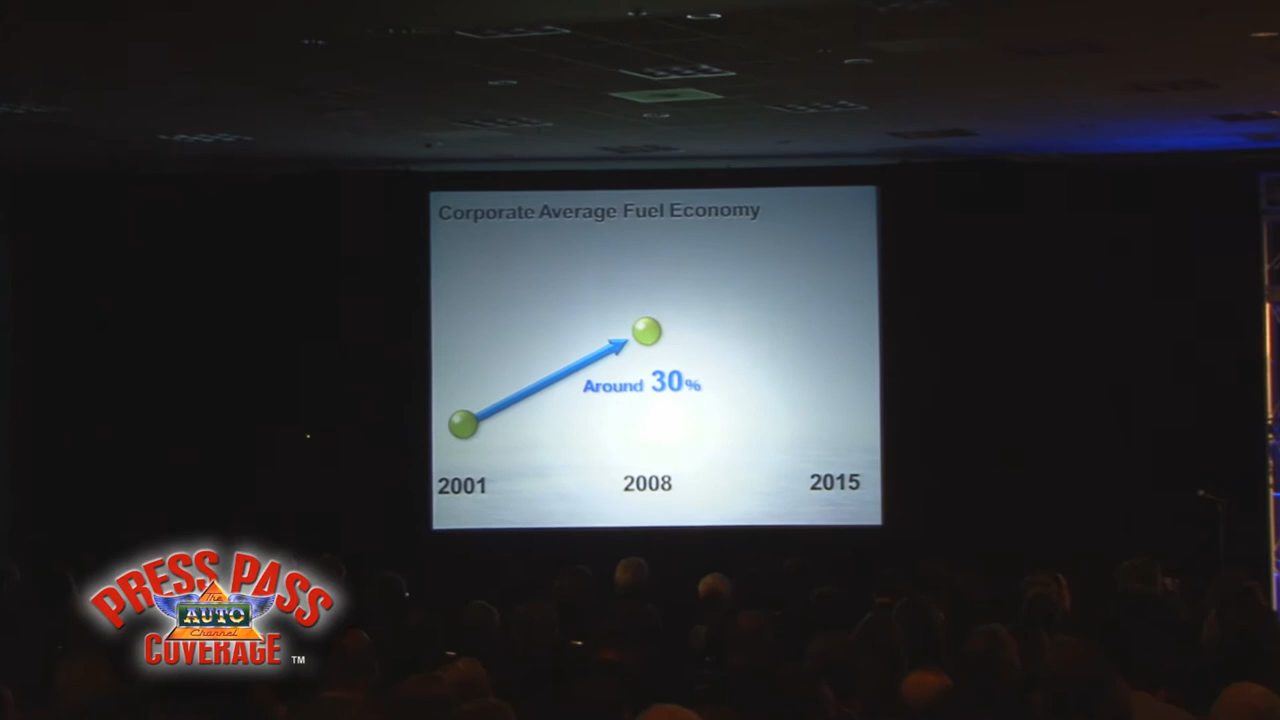 Corporate Average Fuel Economy
Around 30%
2001 2008 2015
PRESS PASS
The
AUTO
Channel
COVERAGE TM